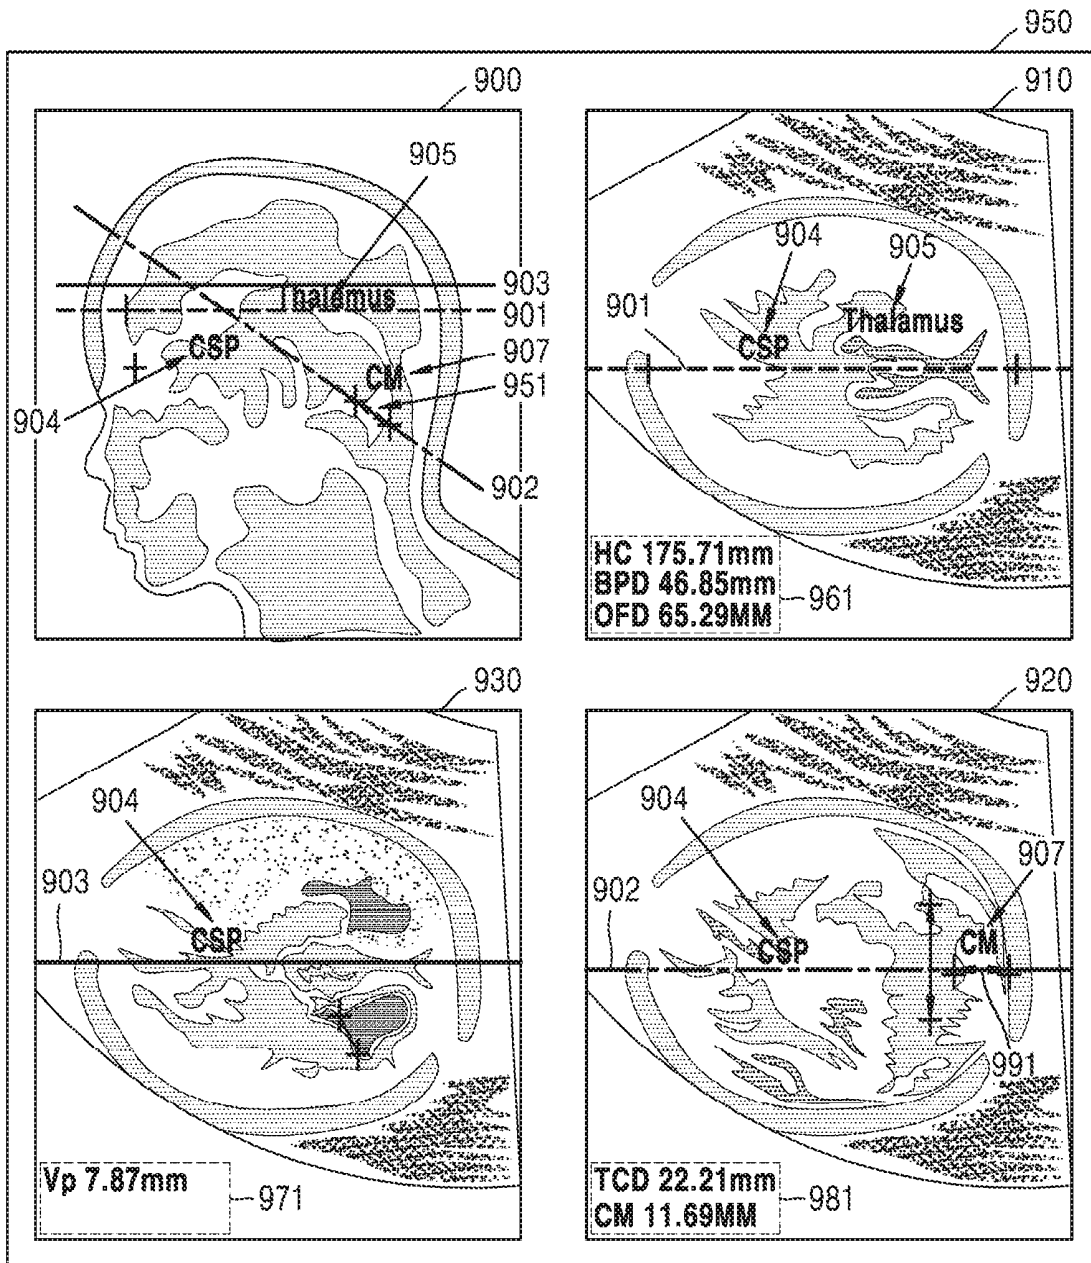 950
900
910
905
903
Thalamus
901
CSP
907
CM
951
904
902
904
905
901
Thalamus
CSP
HC 175.71mm
BPD 46.85mm
OFD 65.29MM
961
930
920
904
903
CSP
Vp 7.87mm
971
904
907
902
CM
CSP
991
TCD 22.21mm
CM 11.69MM
981